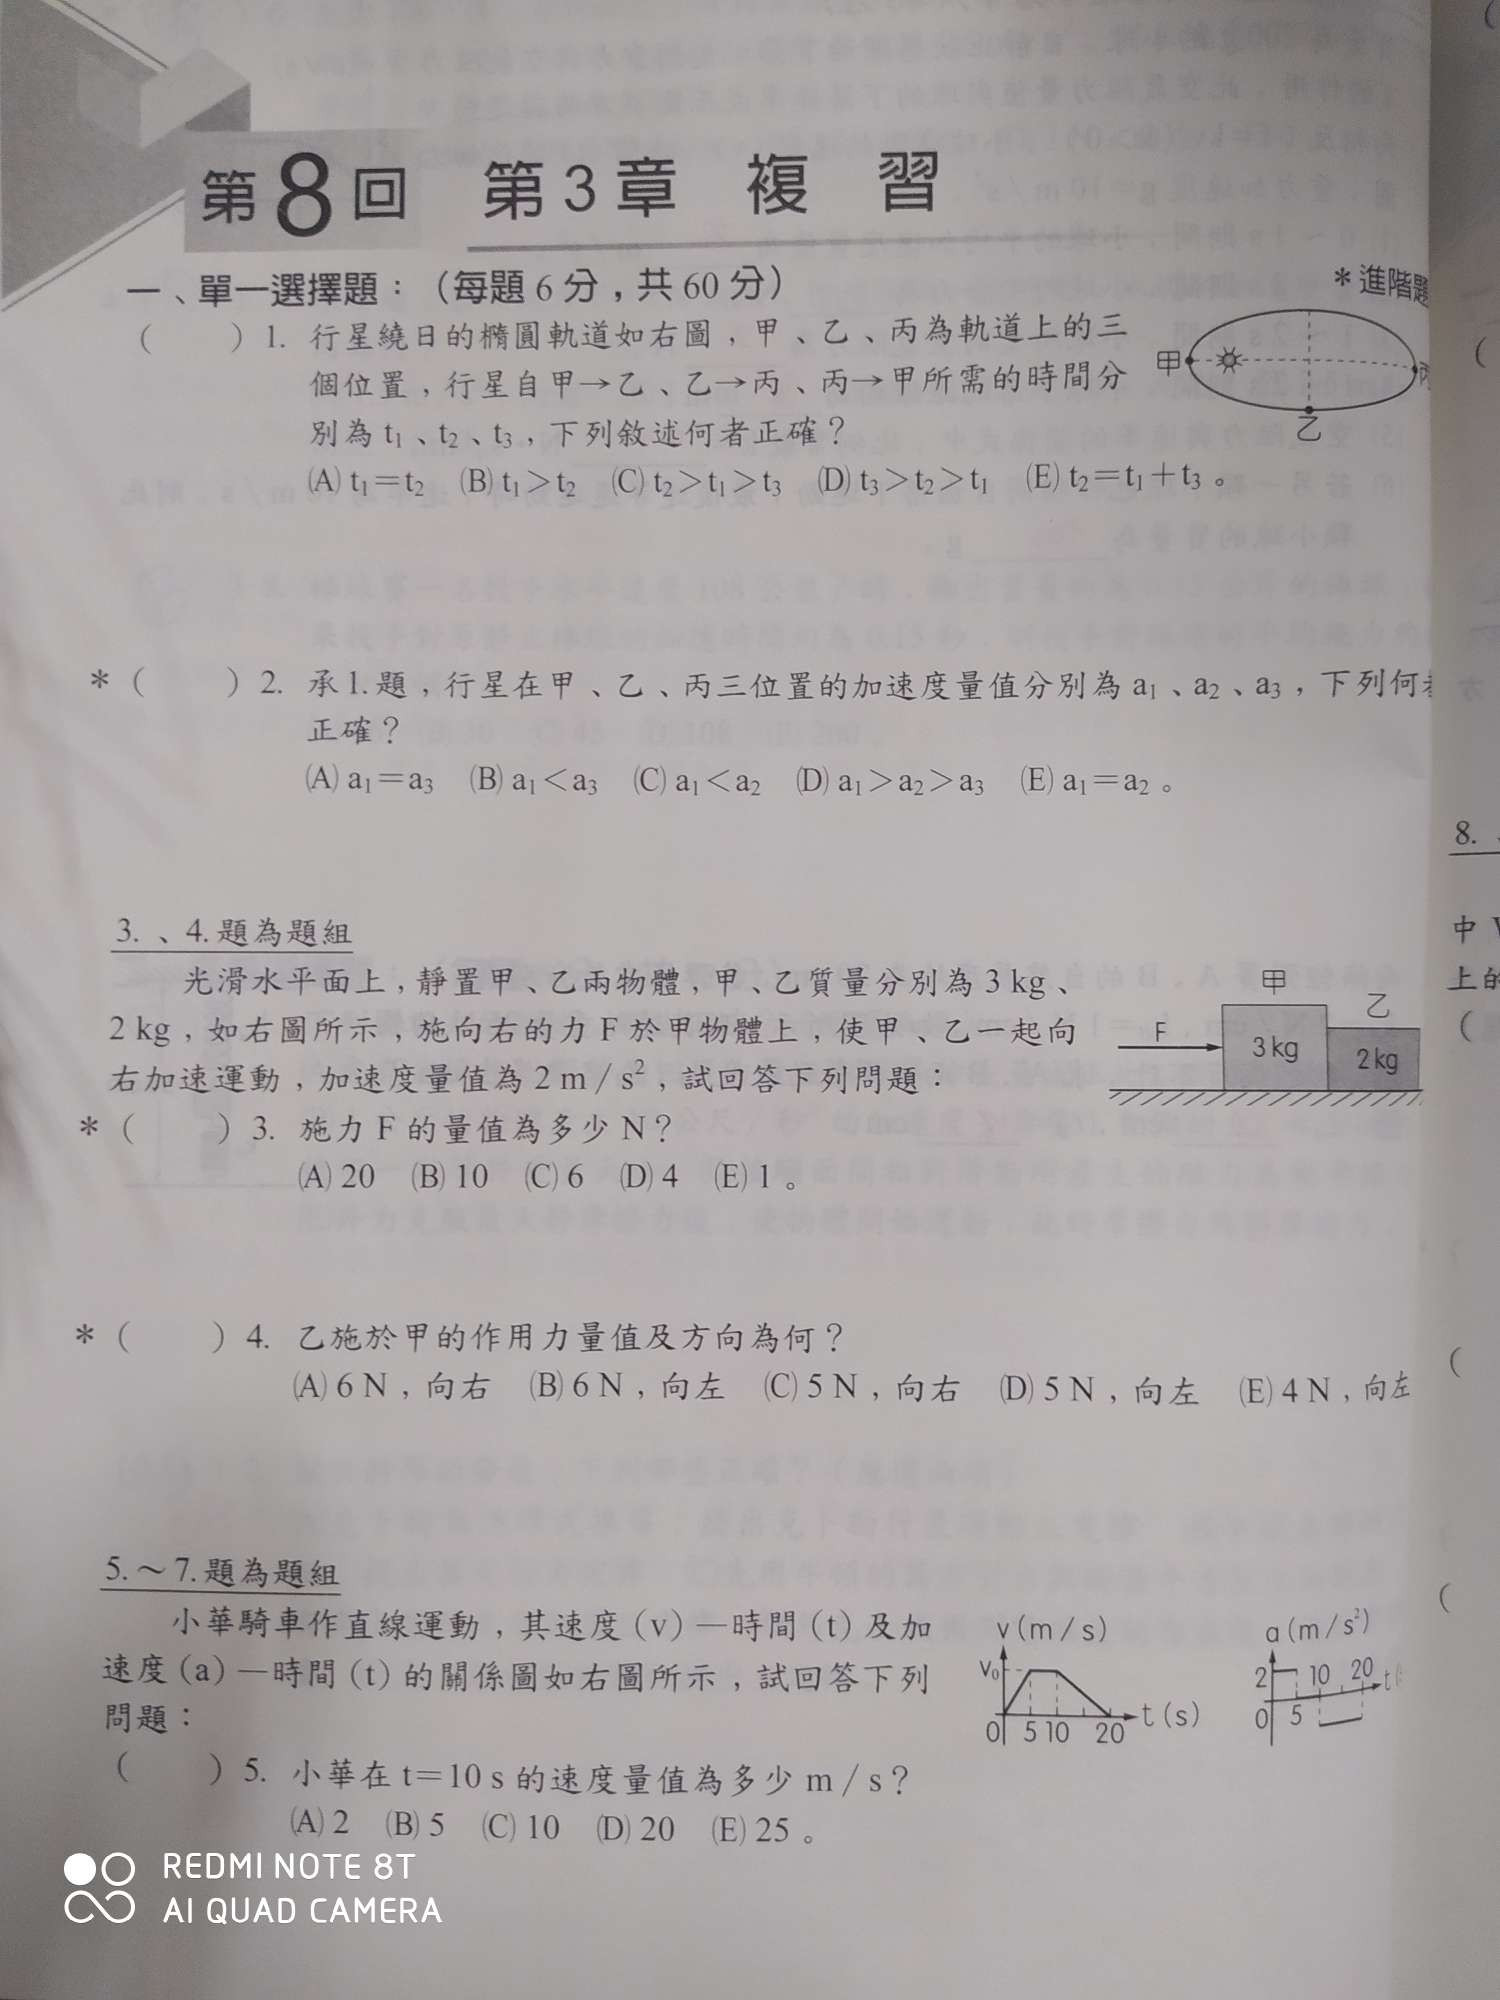 第8回 第3章 複習
一、單一選擇題：（每題6分，共60分）
＊進階題
（　　）1. 行星繞日的橢圓軌道如右圖，甲、乙、丙為軌道上的三
個位置，行星自甲→乙、乙→丙、丙→甲所需的時間分
別為 t₁、t₂、t₃，下列敘述何者正確？
(A) t₁＝t₂ (B) t₁＞t₂ (C) t₂＞t₁＞t₃ (D) t₃＞t₂＞t₁ (E) t₂＝t₁＋t₃。
甲
丙
乙
＊（　　）2. 承1.題，行星在甲、乙、丙三位置的加速度量值分別為 a₁、a₂、a₃，下列何者
正確？
(A) a₁＝a₃ (B) a₁＜a₃ (C) a₁＜a₂ (D) a₁＞a₂＞a₃ (E) a₁＝a₂。
3.、4.題為題組
光滑水平面上，靜置甲、乙兩物體，甲、乙質量分別為3 kg、
2 kg，如右圖所示，施向右的力 F 於甲物體上，使甲、乙一起向
右加速運動，加速度量值為 2 m／s²，試回答下列問題：
甲
乙
F
3kg
2kg
＊（　　）3. 施力 F 的量值為多少 N？
(A) 20 (B) 10 (C) 6 (D) 4 (E) 1。
＊（　　）4. 乙施於甲的作用力量值及方向為何？
(A) 6 N，向右 (B) 6 N，向左 (C) 5 N，向右 (D) 5 N，向左 (E) 4 N，向左
5.～7.題為題組
小華騎車作直線運動，其速度(v)—時間(t)及加
速度(a)—時間(t)的關係圖如右圖所示，試回答下列
問題：
v(m/s)
v₀
0 5 10 20 t(s)
a(m/s²)
2 10 20 t(
0 5
（　　）5. 小華在 t＝10 s 的速度量值為多少 m／s？
(A) 2 (B) 5 (C) 10 (D) 20 (E) 25。
8.
中
上的
（
REDMI NOTE 8T
AI QUAD CAMERA